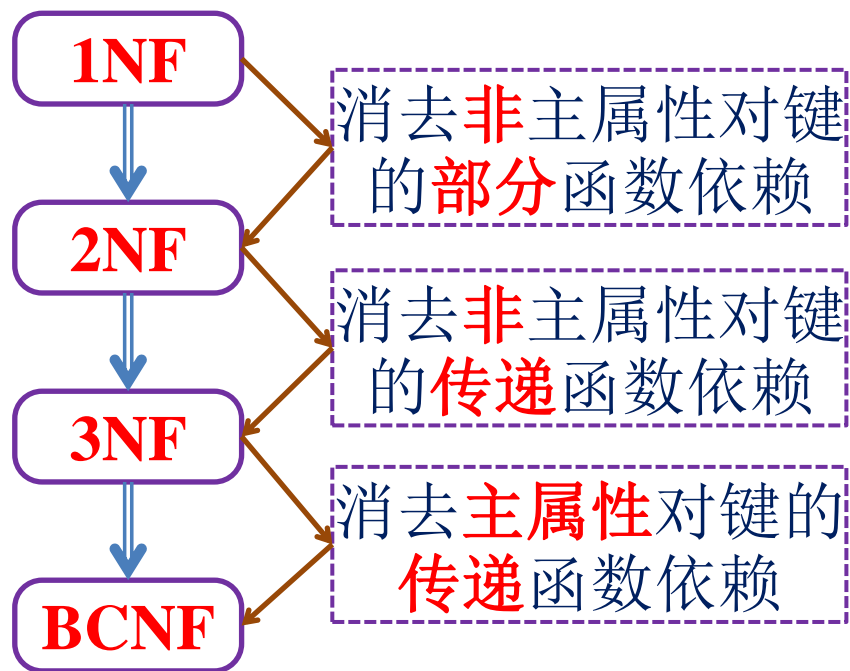 1NF
消去非主属性对键
的部分函数依赖
2NF
消去非主属性对键
的传递函数依赖
3NF
消去主属性对键的
传递函数依赖
BCNF